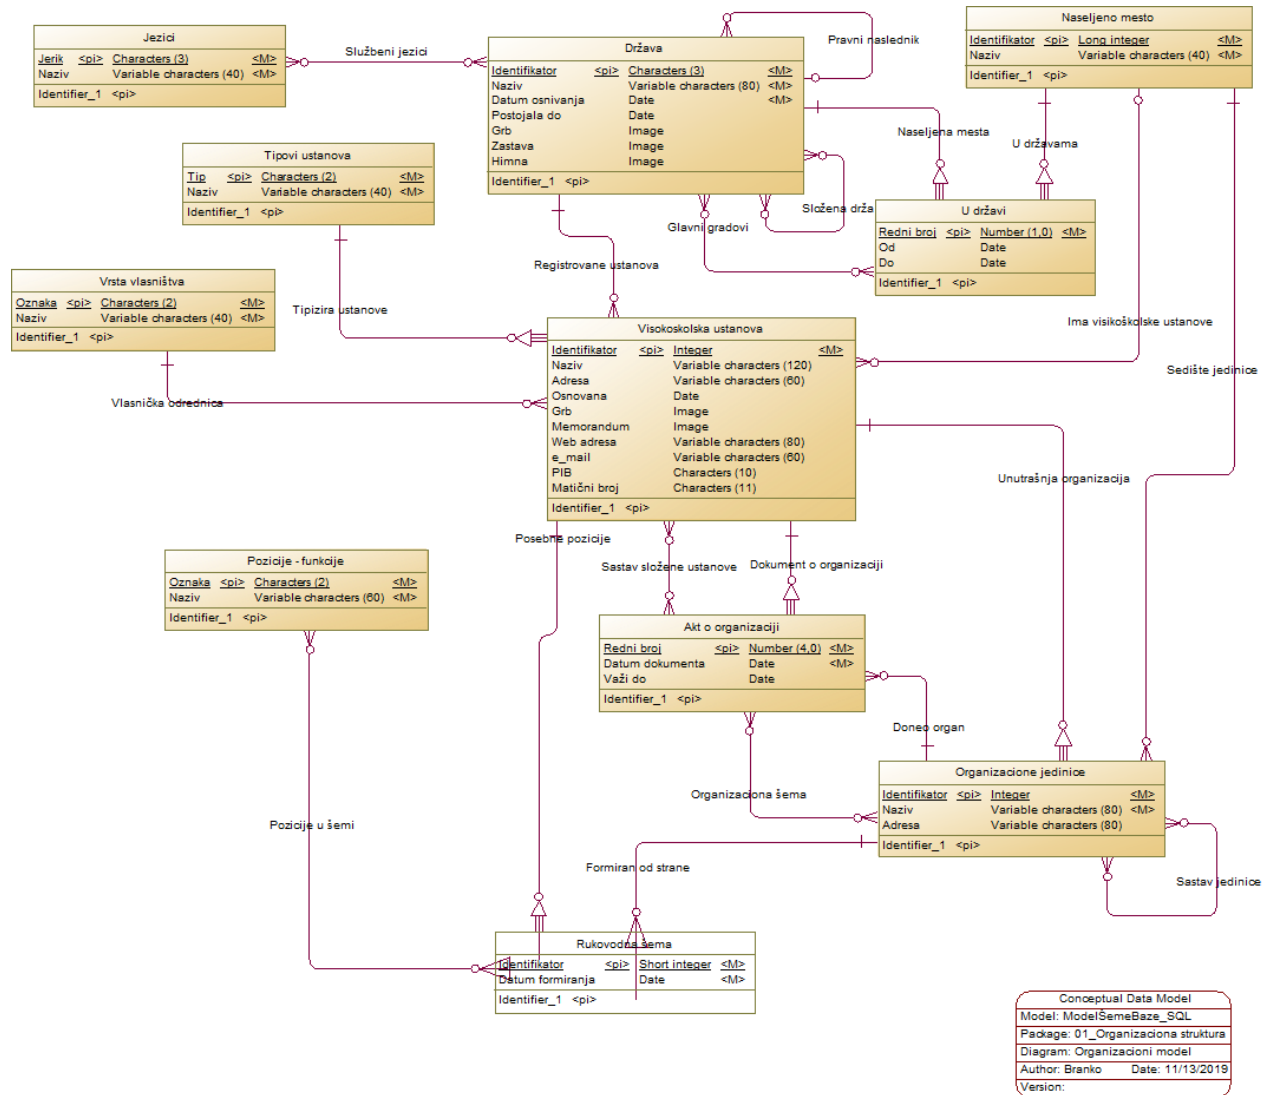 Jezici
Jerik <pi> Characters (3) <M>
Naziv Variable characters (40) <M>
Identifier_1 <pi>
Službeni jezici
Država
Identifikator <pi> Characters (3) <M>
Naziv Variable characters (80) <M>
Datum osnivanja Date <M>
Postojala do Date
Grb Image
Zastava Image
Himna Image
Identifier_1 <pi>
Pravni naslednik
Naseljeno mesto
Identifikator <pi> Long integer <M>
Naziv Variable characters (40) <M>
Identifier_1 <pi>
Naseljena mesta
U državama
Tipovi ustanova
Tip <pi> Characters (2) <M>
Naziv Variable characters (40) <M>
Identifier_1 <pi>
Složena drža
Glavni gradovi
U državi
Redni broj <pi> Number (1,0) <M>
Od Date
Do Date
Identifier_1 <pi>
Registrovane ustanova
Vrsta vlasništva
Oznaka <pi> Characters (2) <M>
Naziv Variable characters (40) <M>
Identifier_1 <pi>
Tipizira ustanove
Ima visikoškolske ustanove
Sedište jedinice
Vlasnička odrednica
Visokoskolska ustanova
Identifikator <pi> Integer <M>
Naziv Variable characters (120)
Adresa Variable characters (60)
Osnovana Date
Grb Image
Memorandum Image
Web adresa Variable characters (80)
e_mail Variable characters (60)
PIB Characters (10)
Matični broj Characters (11)
Identifier_1 <pi>
Unutrašnja organizacija
Posebne pozicije
Sastav složene ustanove
Dokument o organizaciji
Pozicije - funkcije
Oznaka <pi> Characters (2) <M>
Naziv Variable characters (60) <M>
Identifier_1 <pi>
Akt o organizaciji
Redni broj <pi> Number (4,0) <M>
Datum dokumenta Date <M>
Važi do Date
Identifier_1 <pi>
Doneo organ
Organizaciona šema
Organizacione jedinice
Identifikator <pi> Integer <M>
Naziv Variable characters (80) <M>
Adresa Variable characters (80)
Identifier_1 <pi>
Pozicije u šemi
Formiran od strane
Sastav jedinice
Rukovodna šema
Identifikator <pi> Short integer <M>
Datum formiranja Date <M>
Identifier_1 <pi>
Conceptual Data Model
Model: ModelŠemeBaze_SQL
Package: 01_Organizaciona struktura
Diagram: Organizacioni model
Author: Branko Date: 11/13/2019
Version: